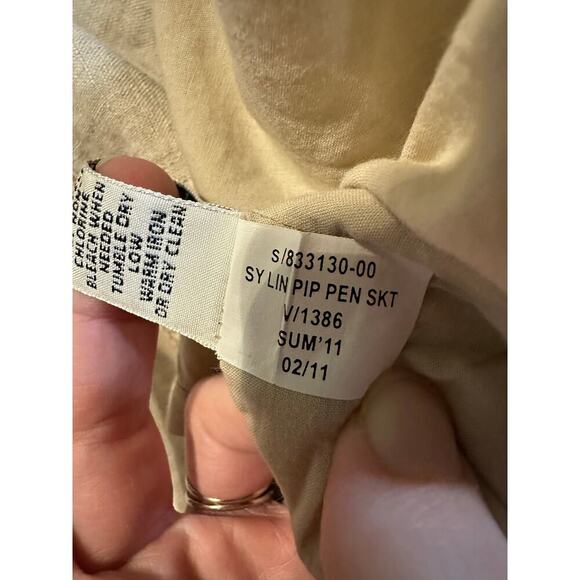 CHLORINE
BLEACH WHEN
NEEDED
TUMBLE DRY
LOW
WARM IRON
OR DRY CLEAN
s/833130-00
SY LIN PIP PEN SKT
V/1386
SUM'11
02/11